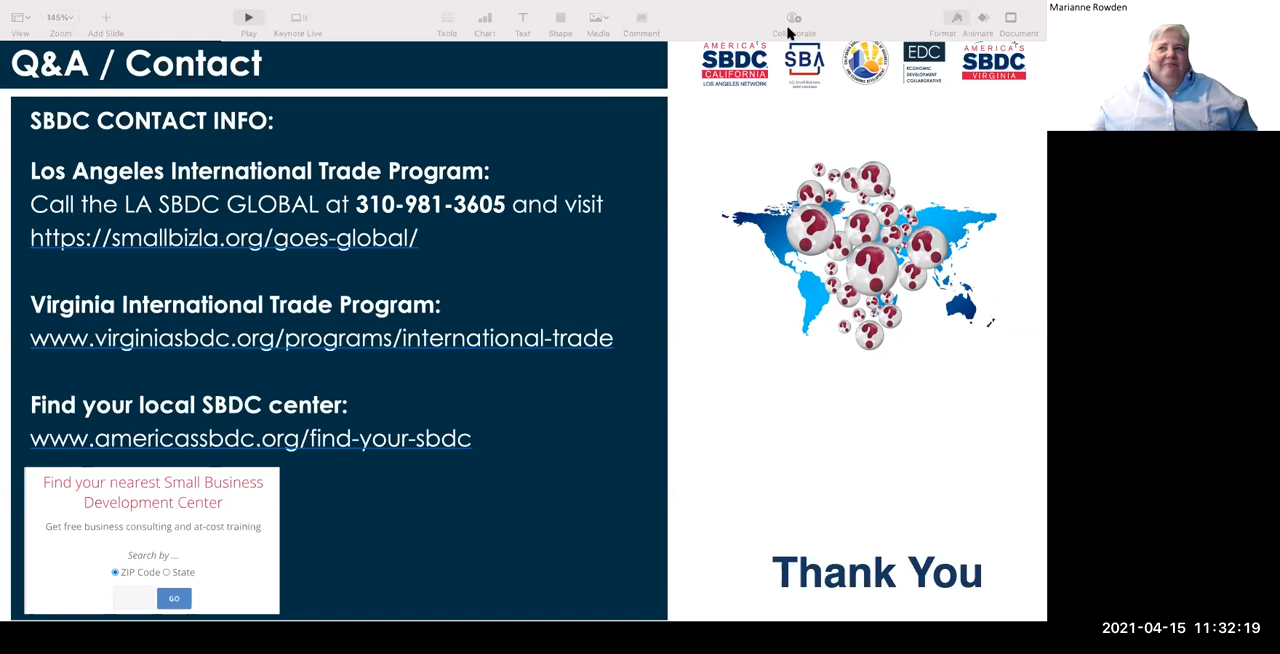 View
145%
Zoom
Add Slide
Play
Keynote Live
Table
Chart
Text
Shape
Media
Comment
Collaborate
Format
Animate
Document
Marianne Rowden
Q&A / Contact
AMERICA'S
SBDC
CALIFORNIA
LOS ANGELES NETWORK
SBA
U.S. Small Business
Administration
EDC
ECONOMIC
DEVELOPMENT
COLLABORATIVE
AMERICA'S
SBDC
VIRGINIA
SBDC CONTACT INFO:
Los Angeles International Trade Program:
Call the LA SBDC GLOBAL at 310-981-3605 and visit
https://smallbizla.org/goes-global/
Virginia International Trade Program:
www.virginiasbdc.org/programs/international-trade
Find your local SBDC center:
www.americassbdc.org/find-your-sbdc
Find your nearest Small Business
Development Center
Get free business consulting and at-cost training
Search by ...
ZIP Code State
GO
Thank You
2021-04-15 11:32:19